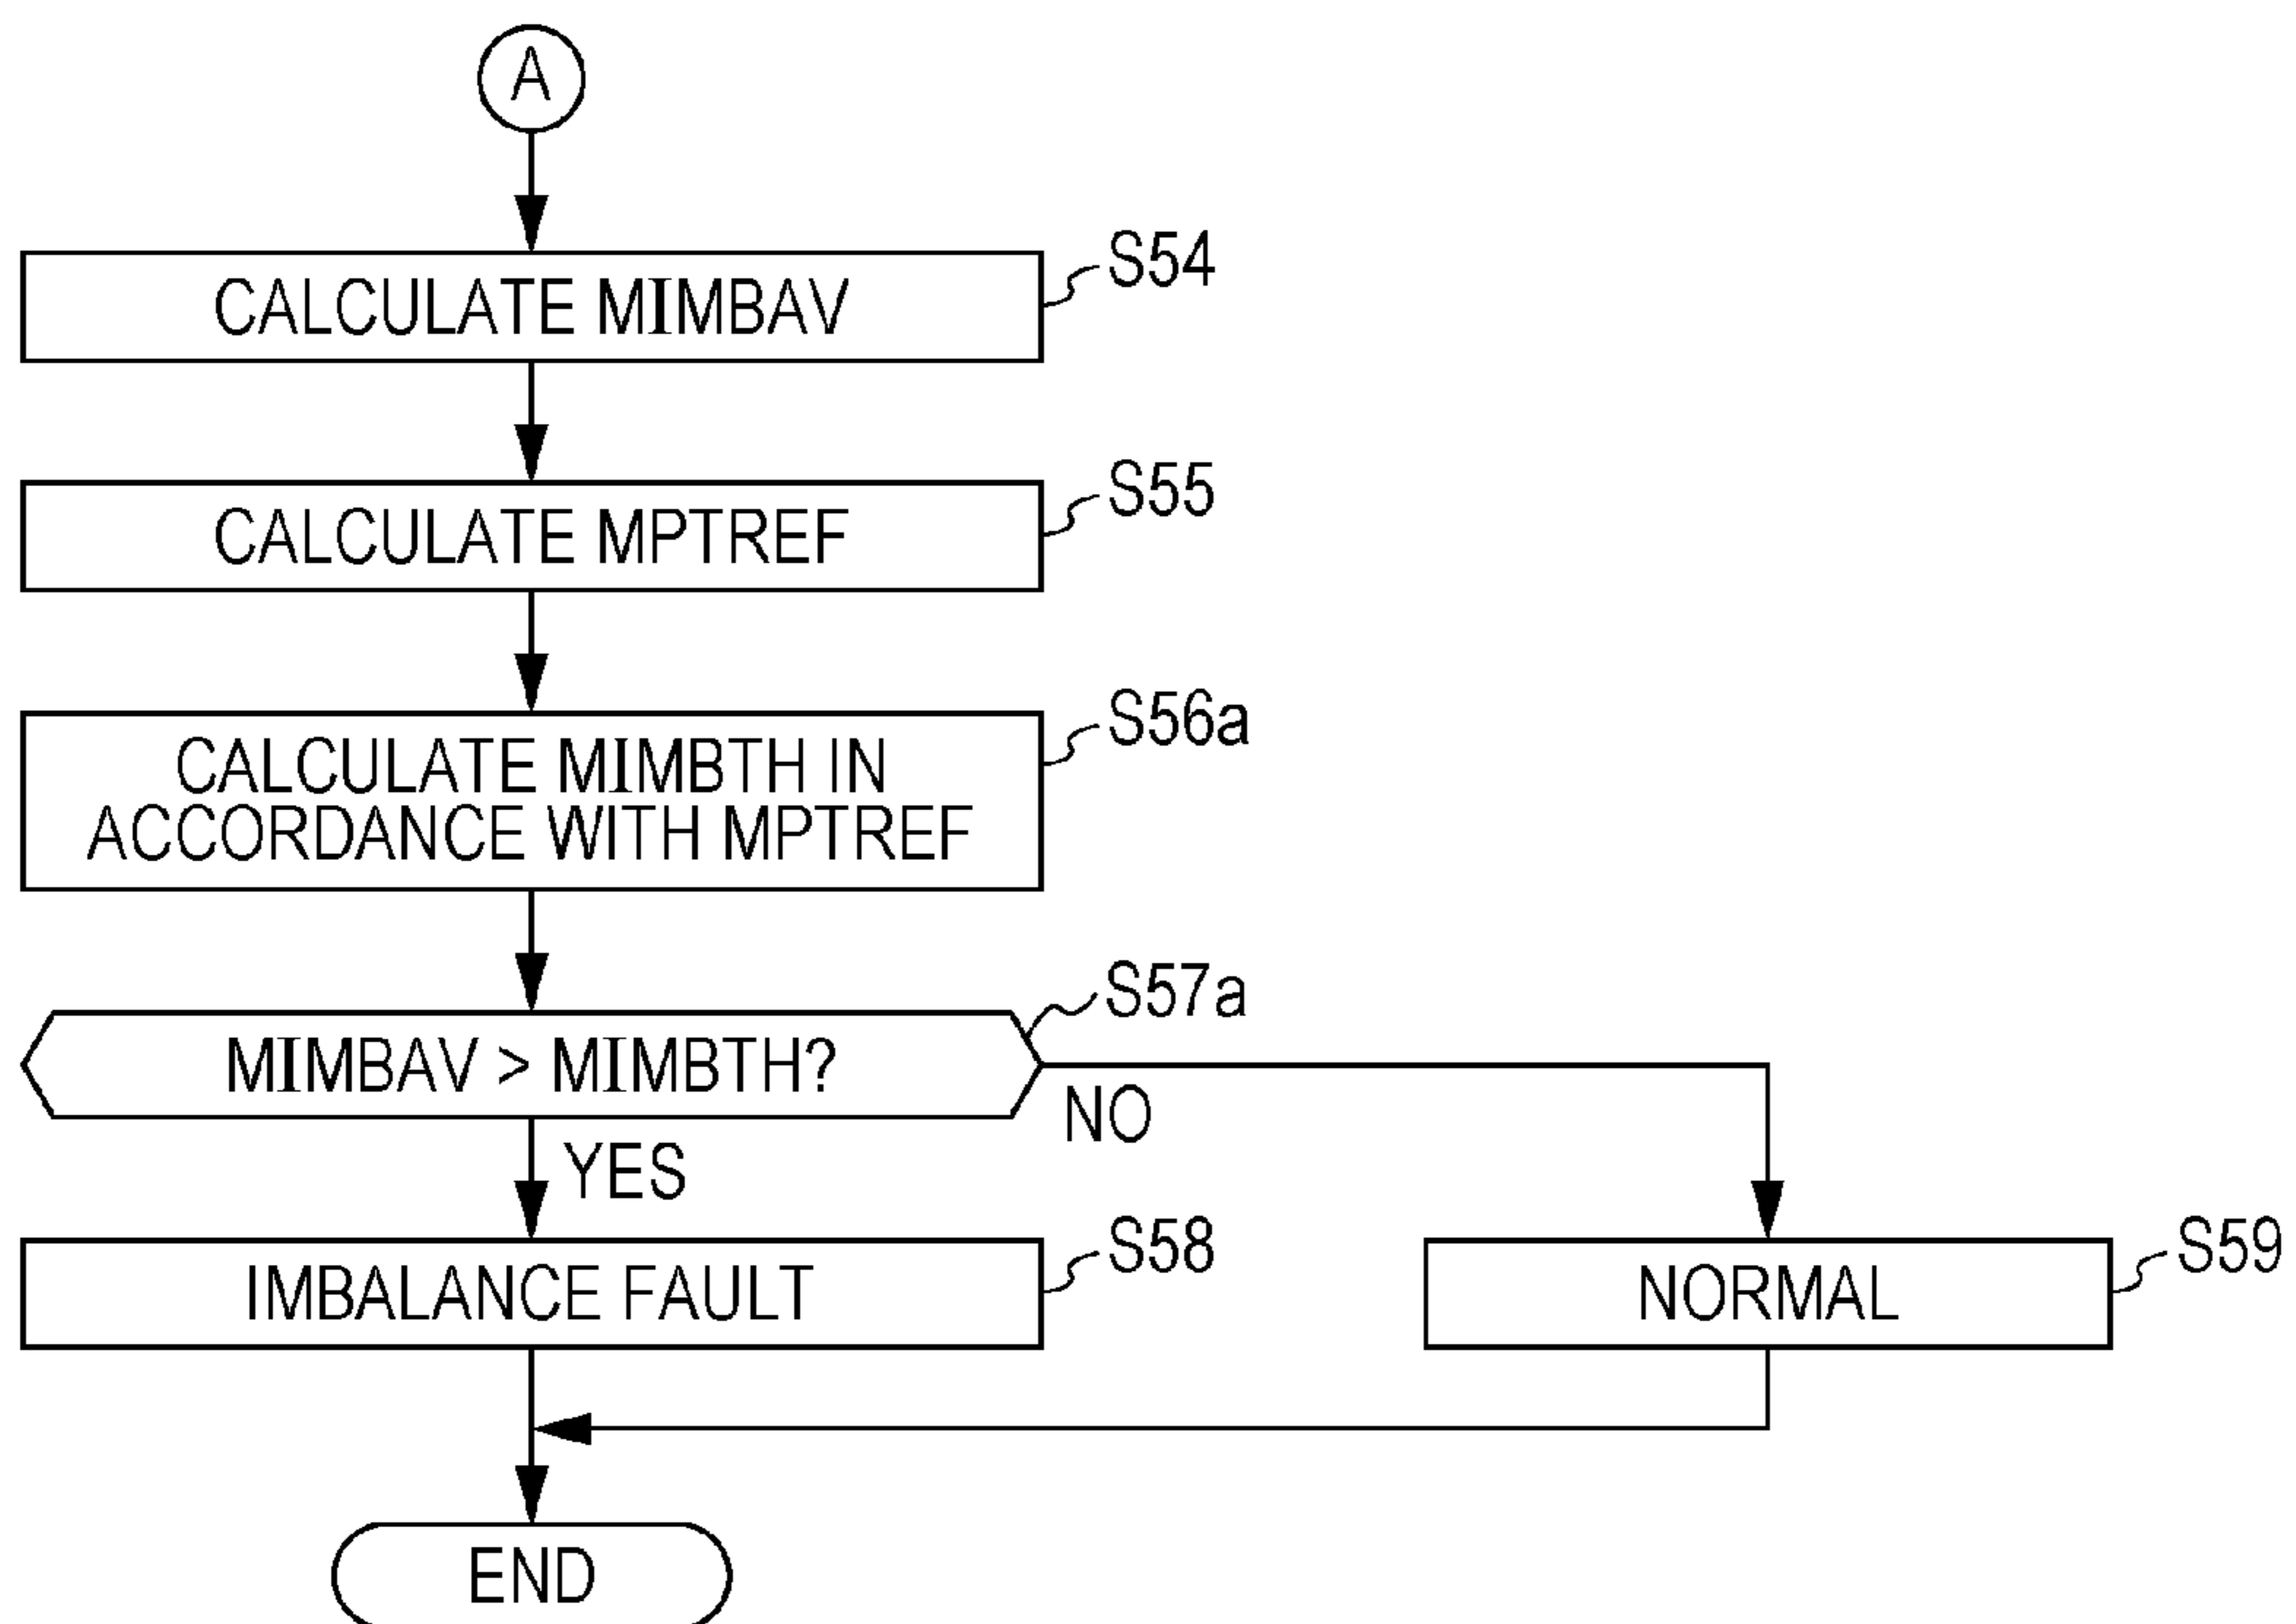 A
S54
CALCULATE MIMBAV
S55
CALCULATE MPTREF
S56a
CALCULATE MIMBTH IN
ACCORDANCE WITH MPTREF
S57a
MIMBAV > MIMBTH?
NO
YES
S58
IMBALANCE FAULT
S59
NORMAL
END